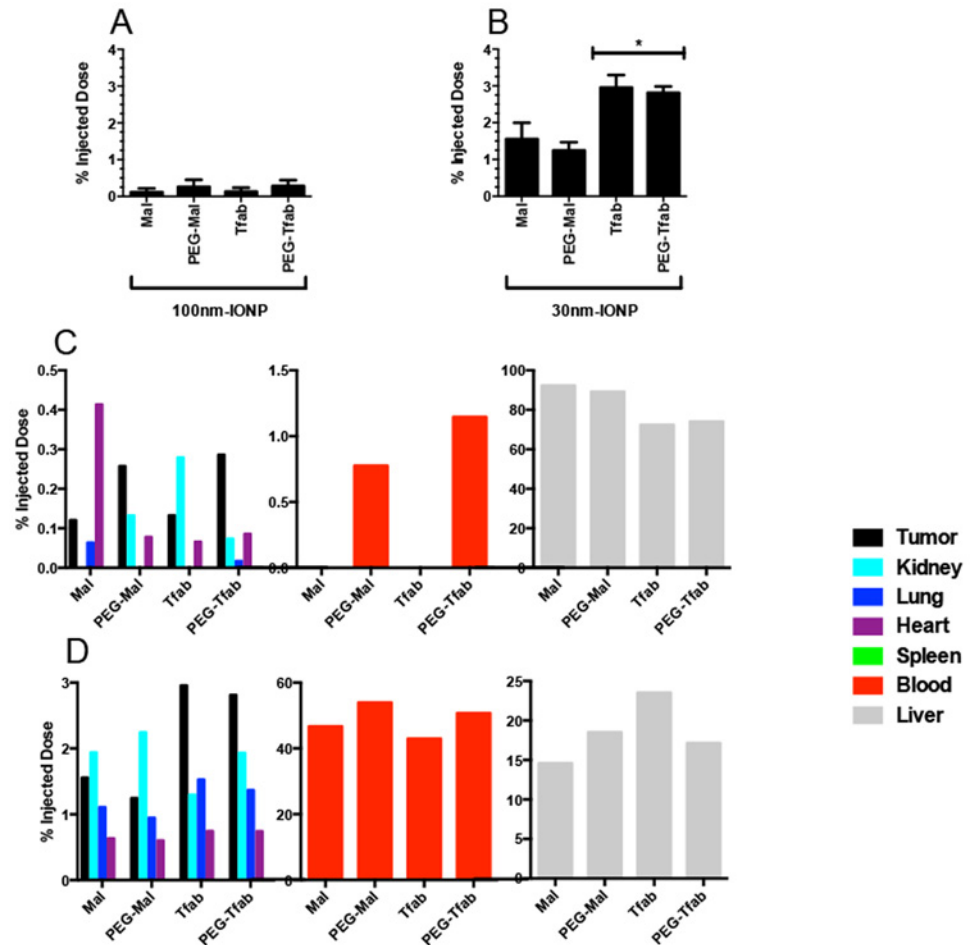 A
% Injected Dose
4
3
2
1
0
Mal
PEG-Mal
Tfab
PEG-Tfab
100nm-IONP
B
*
% Injected Dose
4
3
2
1
0
Mal
PEG-Mal
Tfab
PEG-Tfab
30nm-IONP
C
% Injected Dose
0.5
0.4
0.3
0.2
0.1
0.0
Mal
PEG-Mal
Tfab
PEG-Tfab
1.5
1.0
0.5
0.0
Mal
PEG-Mal
Tfab
PEG-Tfab
100
80
60
40
20
0
Mal
PEG-Mal
Tfab
PEG-Tfab
Tumor
Kidney
Lung
Heart
Spleen
Blood
Liver
D
% Injected Dose
3
2
1
0
Mal
PEG-Mal
Tfab
PEG-Tfab
60
40
20
0
Mal
PEG-Mal
Tfab
PEG-Tfab
25
20
15
10
5
0
Mal
PEG-Mal
Tfab
PEG-Tfab